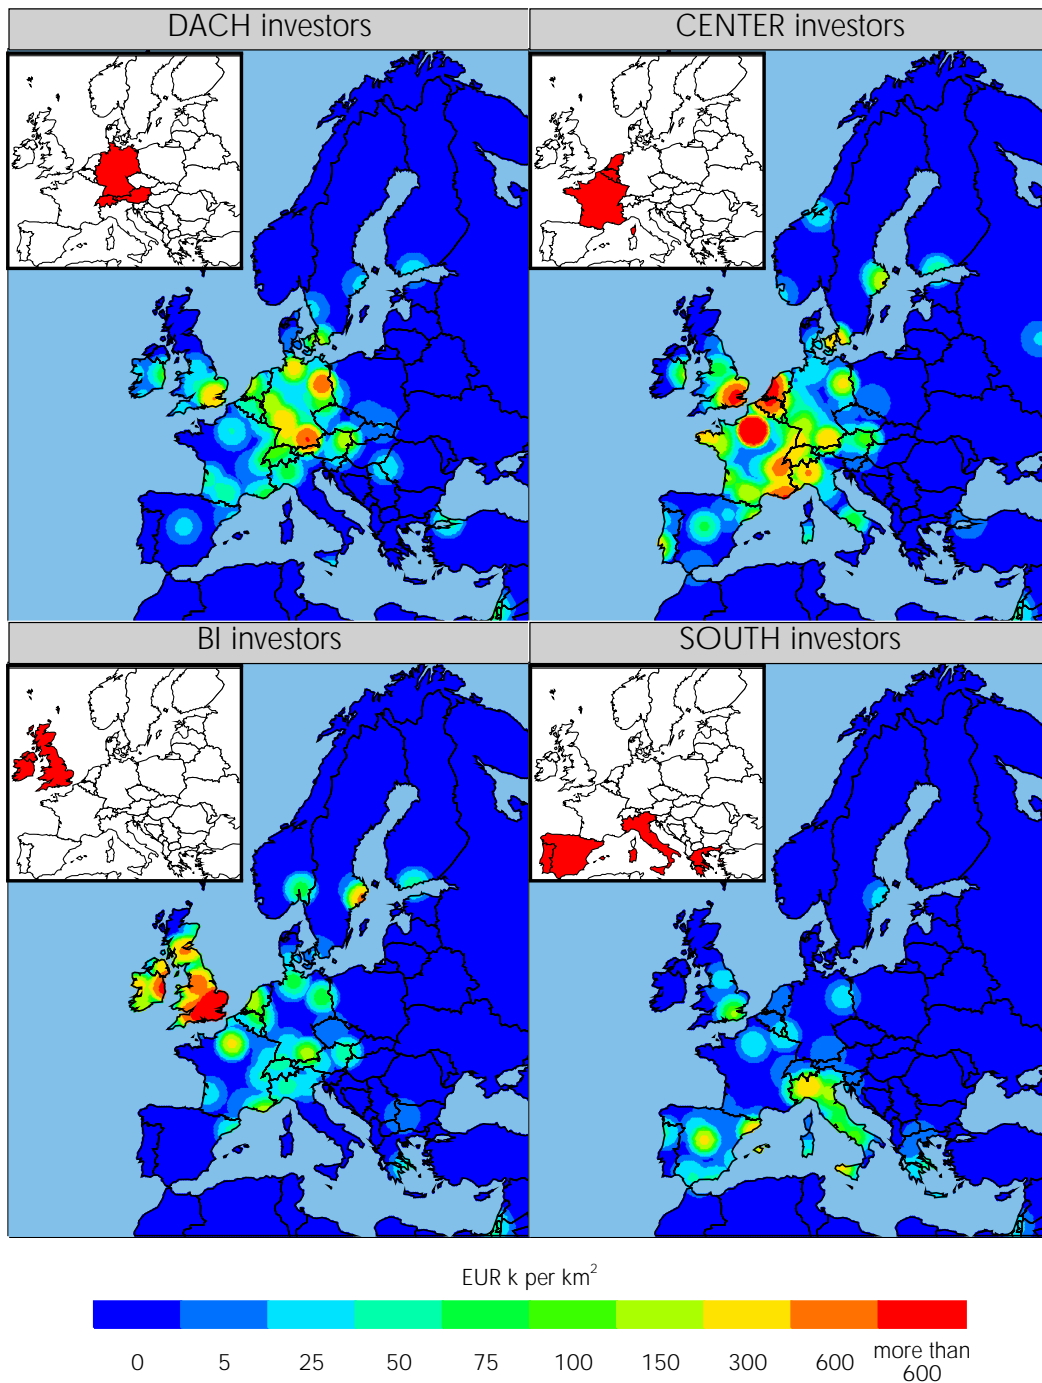 DACH investors
CENTER investors
BI investors
SOUTH investors
EUR k per km²
0 5 25 50 75 100 150 300 600 more than 600